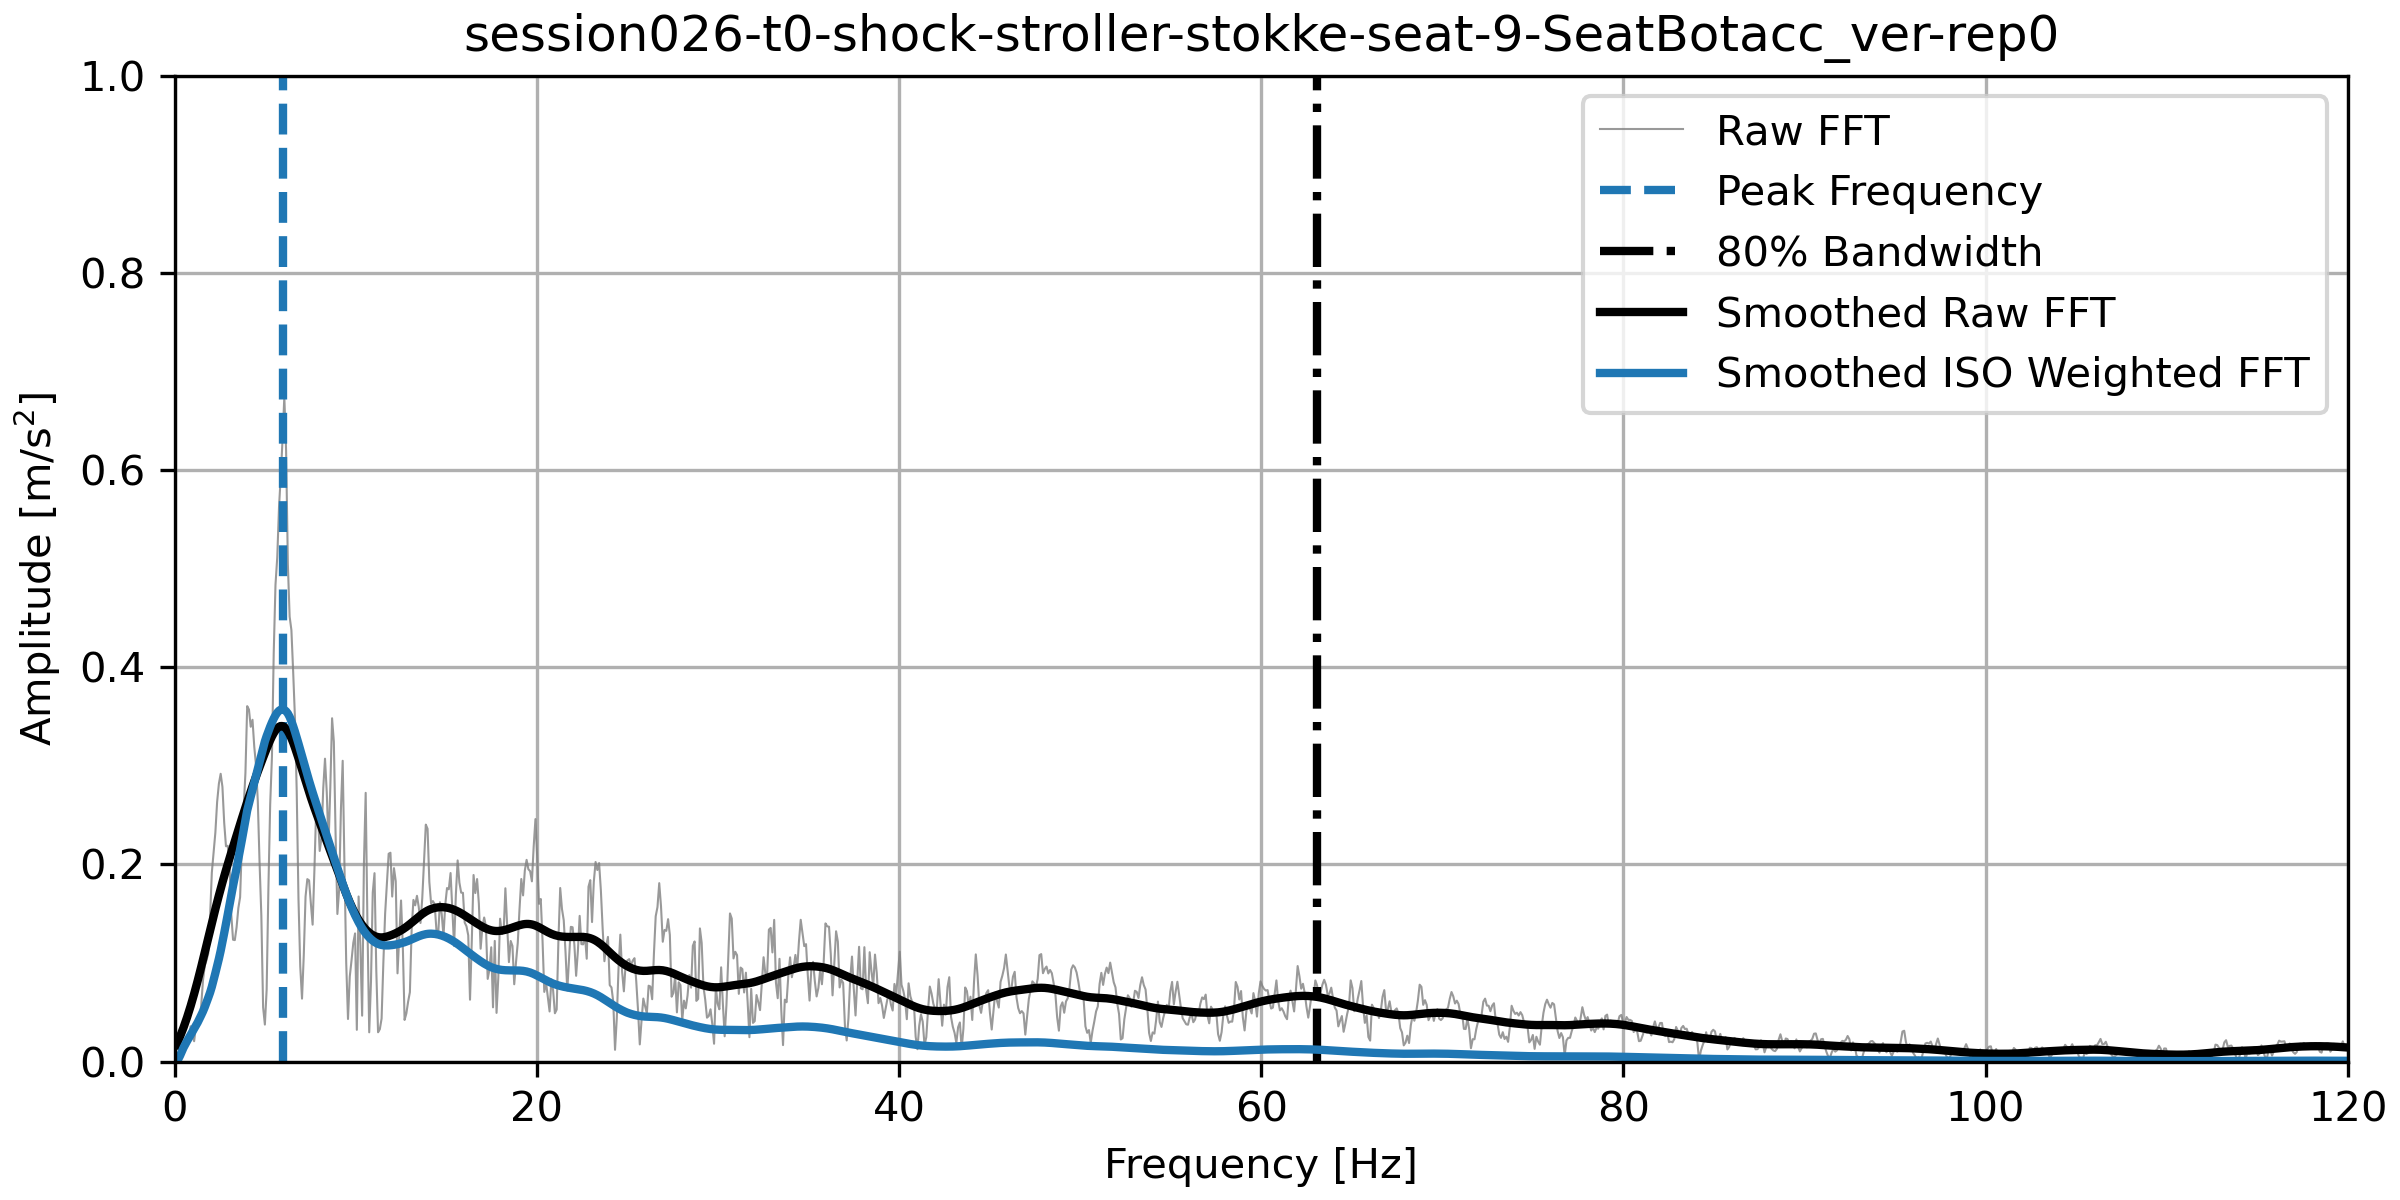 session026-t0-shock-stroller-stokke-seat-9-SeatBotacc_ver-rep0
1.0
0.8
0.6
0.4
0.2
0.0
Amplitude [m/s²]
Raw FFT
Peak Frequency
80% Bandwidth
Smoothed Raw FFT
Smoothed ISO Weighted FFT
0 20 40 60 80 100 120
Frequency [Hz]